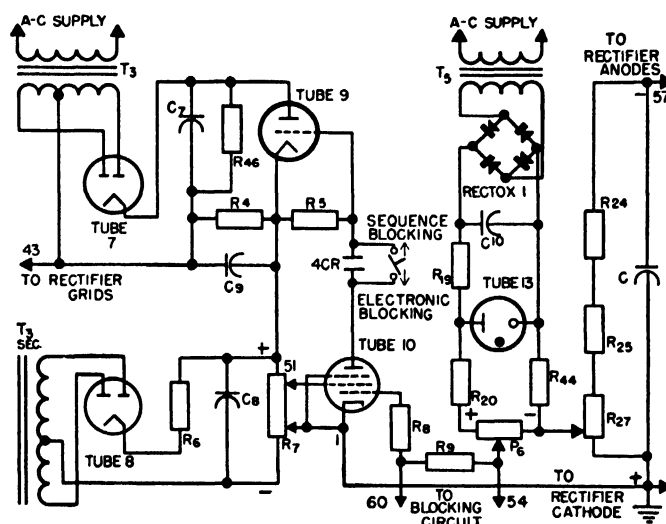 A-C SUPPLY
T3
TUBE 7
C7
R46
TUBE 9
R4
R5
C9
43
TO RECTIFIER
GRIDS
SEQUENCE
BLOCKING
4CR
ELECTRONIC
BLOCKING
T3
SEC.
TUBE 8
R6
C8
+
51
R7
-
TUBE 10
1
R8
R9
60
TO
BLOCKING
CIRCUIT
54
A-C SUPPLY
T5
RECTOX 1
C10
R19
TUBE 13
R20
R44
+
-
P6
TO
RECTIFIER
ANODES
-
57
R24
C
R25
R27
+
TO
RECTIFIER
CATHODE